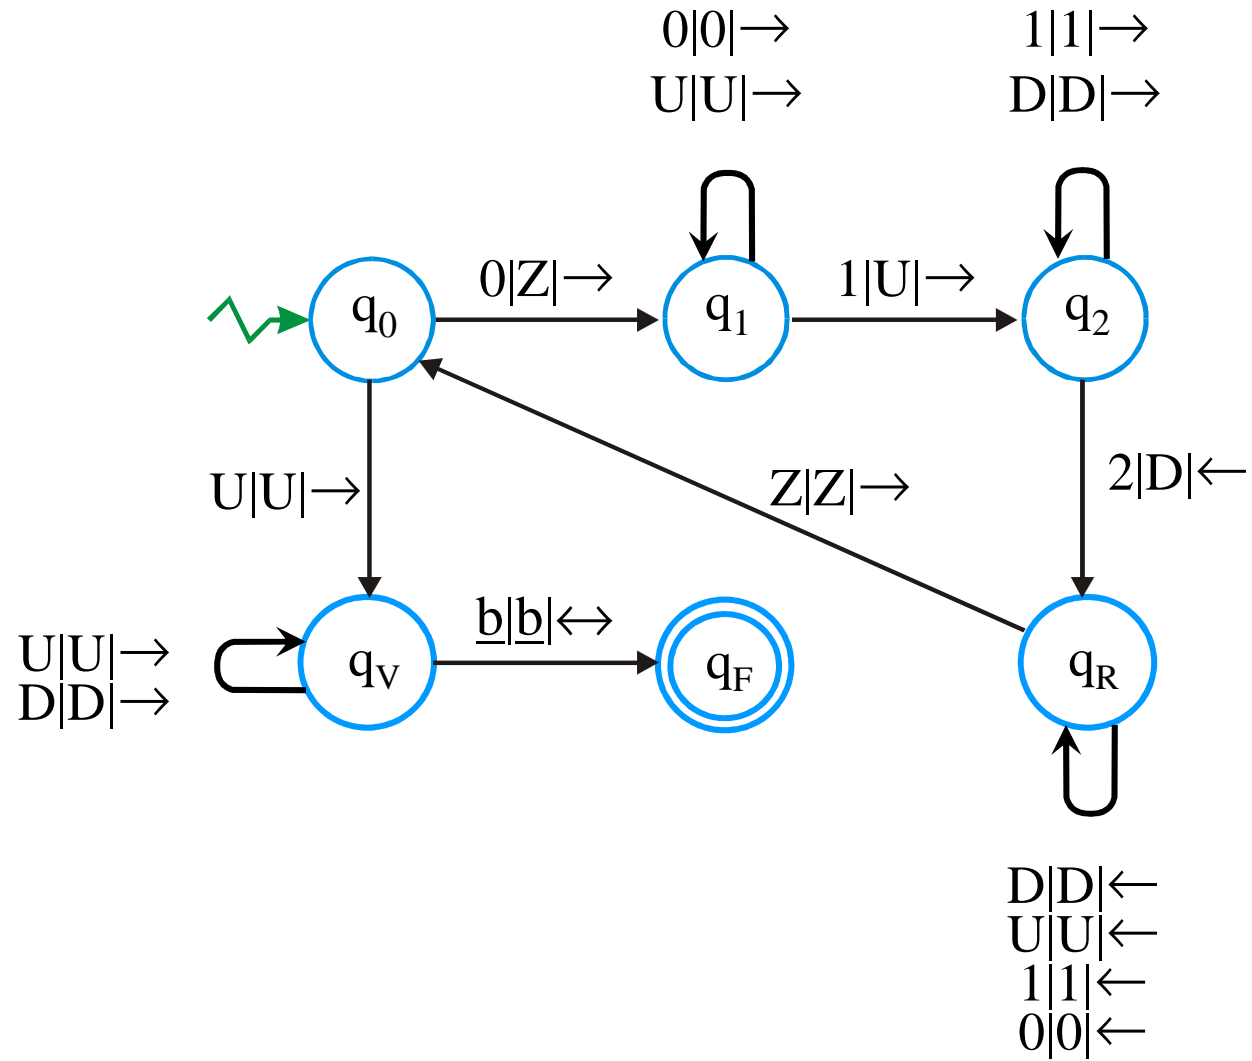 0|0|→
U|U|→
1|1|→
D|D|→
q0
0|Z|→
q1
1|U|→
q2
U|U|→
Z|Z|→
2|D|←
U|U|→
D|D|→
qV
b|b|↔
qF
qR
D|D|←
U|U|←
1|1|←
0|0|←